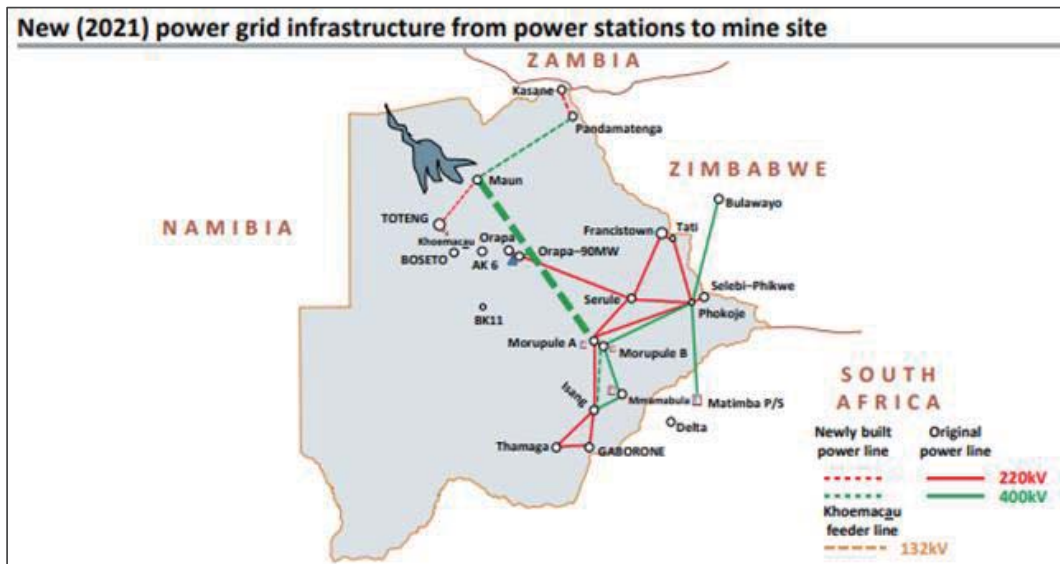 New (2021) power grid infrastructure from power stations to mine site
ZAMBIA
Kasane
Pandamatenga
ZIMBABWE
Maun
Bulawayo
NAMIBIA
TOTENG
Francistown
Tati
Khoemacau
Orapa
Orapa–90MW
BOSETO
AK 6
Selebi–Phikwe
Serule
Phokoje
BK11
Morupule A
Morupule B
SOUTH
AFRICA
Isang
Mmamabula
Matimba P/S
Delta
Thamaga
GABORONE
Newly built
power line
Original
power line
220kV
400kV
Khoemacau
feeder line
132kV